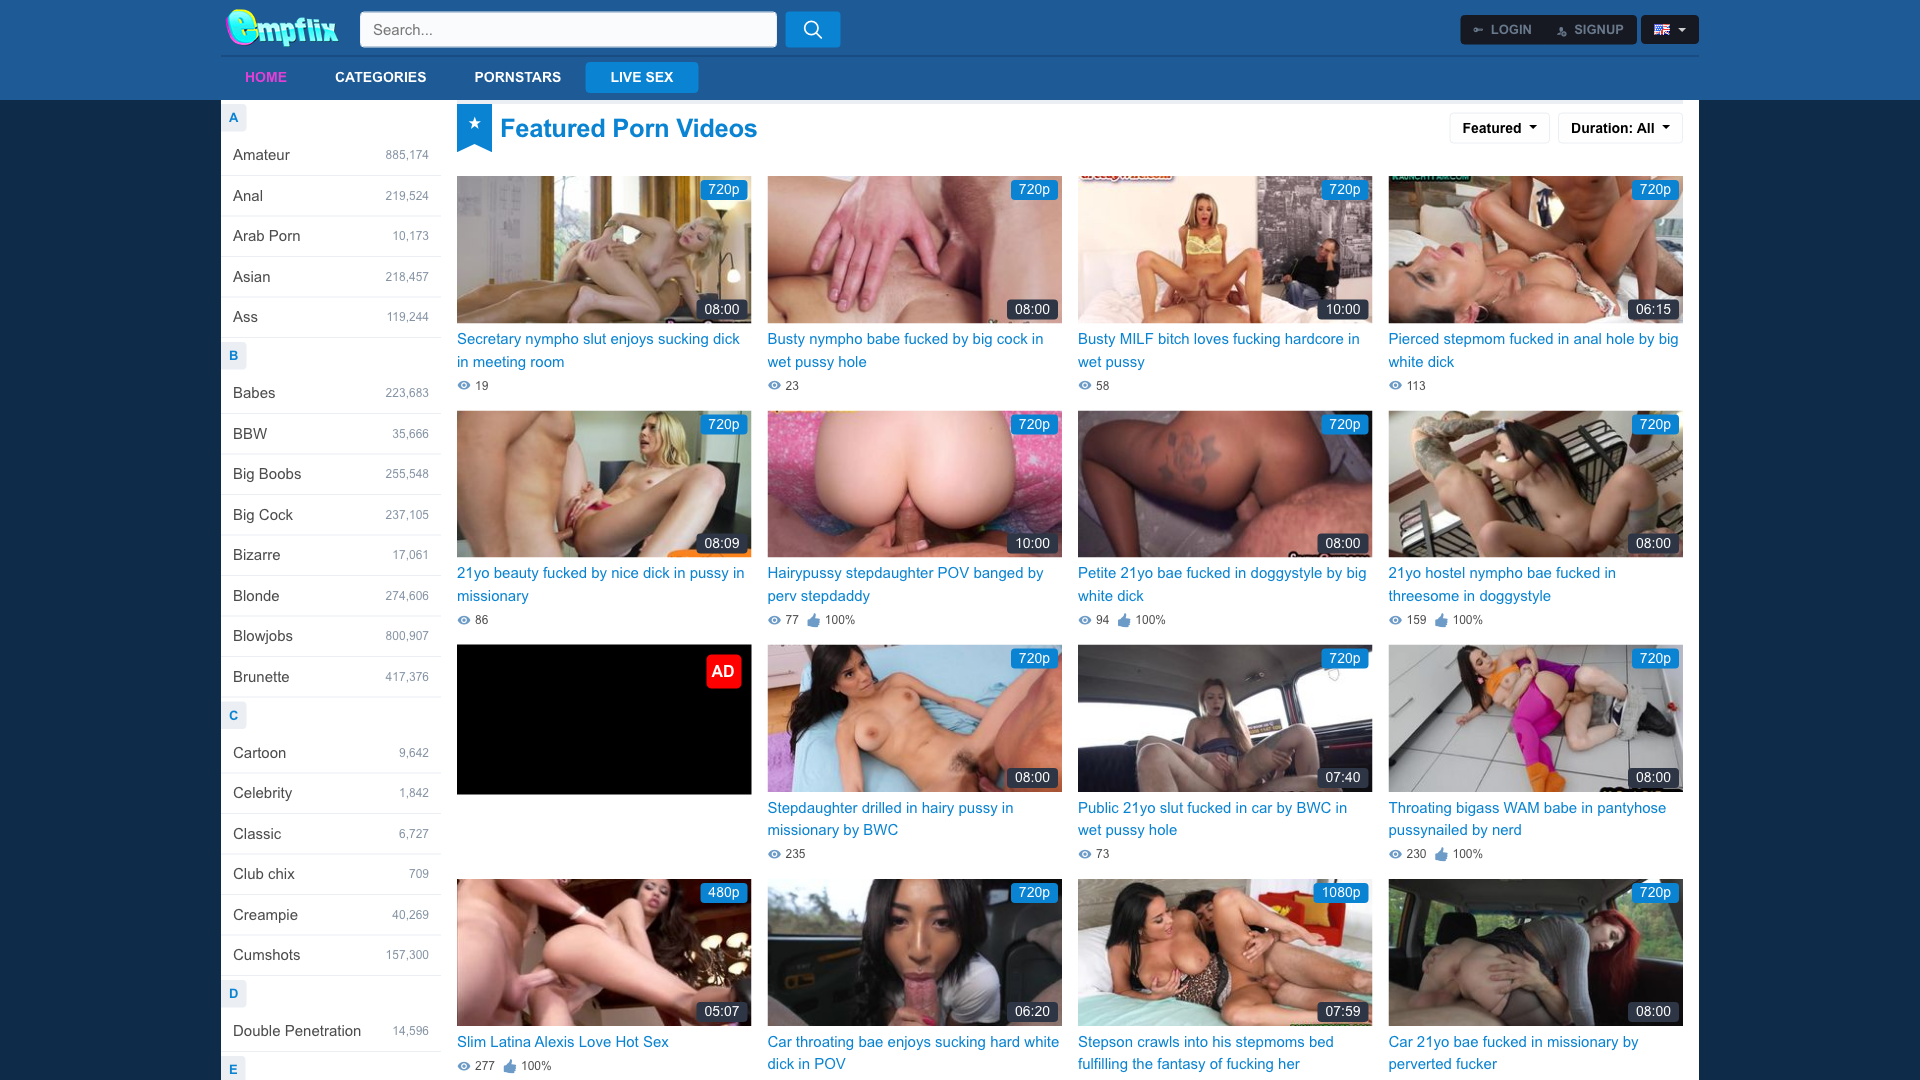 empflix
Search...
LOGIN
SIGNUP
HOME
CATEGORIES
PORNSTARS
LIVE SEX
A
Amateur 885,174
Anal 219,524
Arab Porn 10,173
Asian 218,457
Ass 119,244
B
Babes 223,683
BBW 35,666
Big Boobs 255,548
Big Cock 237,105
Bizarre 17,061
Blonde 274,606
Blowjobs 800,907
Brunette 417,376
C
Cartoon 9,642
Celebrity 1,842
Classic 6,727
Club chix 709
Creampie 40,269
Cumshots 157,300
D
Double Penetration 14,596
E
Featured Porn Videos
Featured
Duration: All
720p
08:00
Secretary nympho slut enjoys sucking dick
in meeting room
19
720p
08:00
Busty nympho babe fucked by big cock in
wet pussy hole
23
720p
10:00
Busty MILF bitch loves fucking hardcore in
wet pussy
58
RAUNCHYFAM.COM
720p
06:15
Pierced stepmom fucked in anal hole by big
white dick
113
720p
08:09
21yo beauty fucked by nice dick in pussy in
missionary
86
720p
10:00
Hairypussy stepdaughter POV banged by
perv stepdaddy
77 100%
720p
08:00
Petite 21yo bae fucked in doggystyle by big
white dick
94 100%
720p
08:00
21yo hostel nympho bae fucked in
threesome in doggystyle
159 100%
AD
720p
08:00
Stepdaughter drilled in hairy pussy in
missionary by BWC
235
720p
07:40
Public 21yo slut fucked in car by BWC in
wet pussy hole
73
720p
08:00
Throating bigass WAM babe in pantyhose
pussynailed by nerd
230 100%
480p
05:07
Slim Latina Alexis Love Hot Sex
277 100%
720p
06:20
Car throating bae enjoys sucking hard white
dick in POV
1080p
07:59
Stepson crawls into his stepmoms bed
fulfilling the fantasy of fucking her
720p
08:00
Car 21yo bae fucked in missionary by
perverted fucker